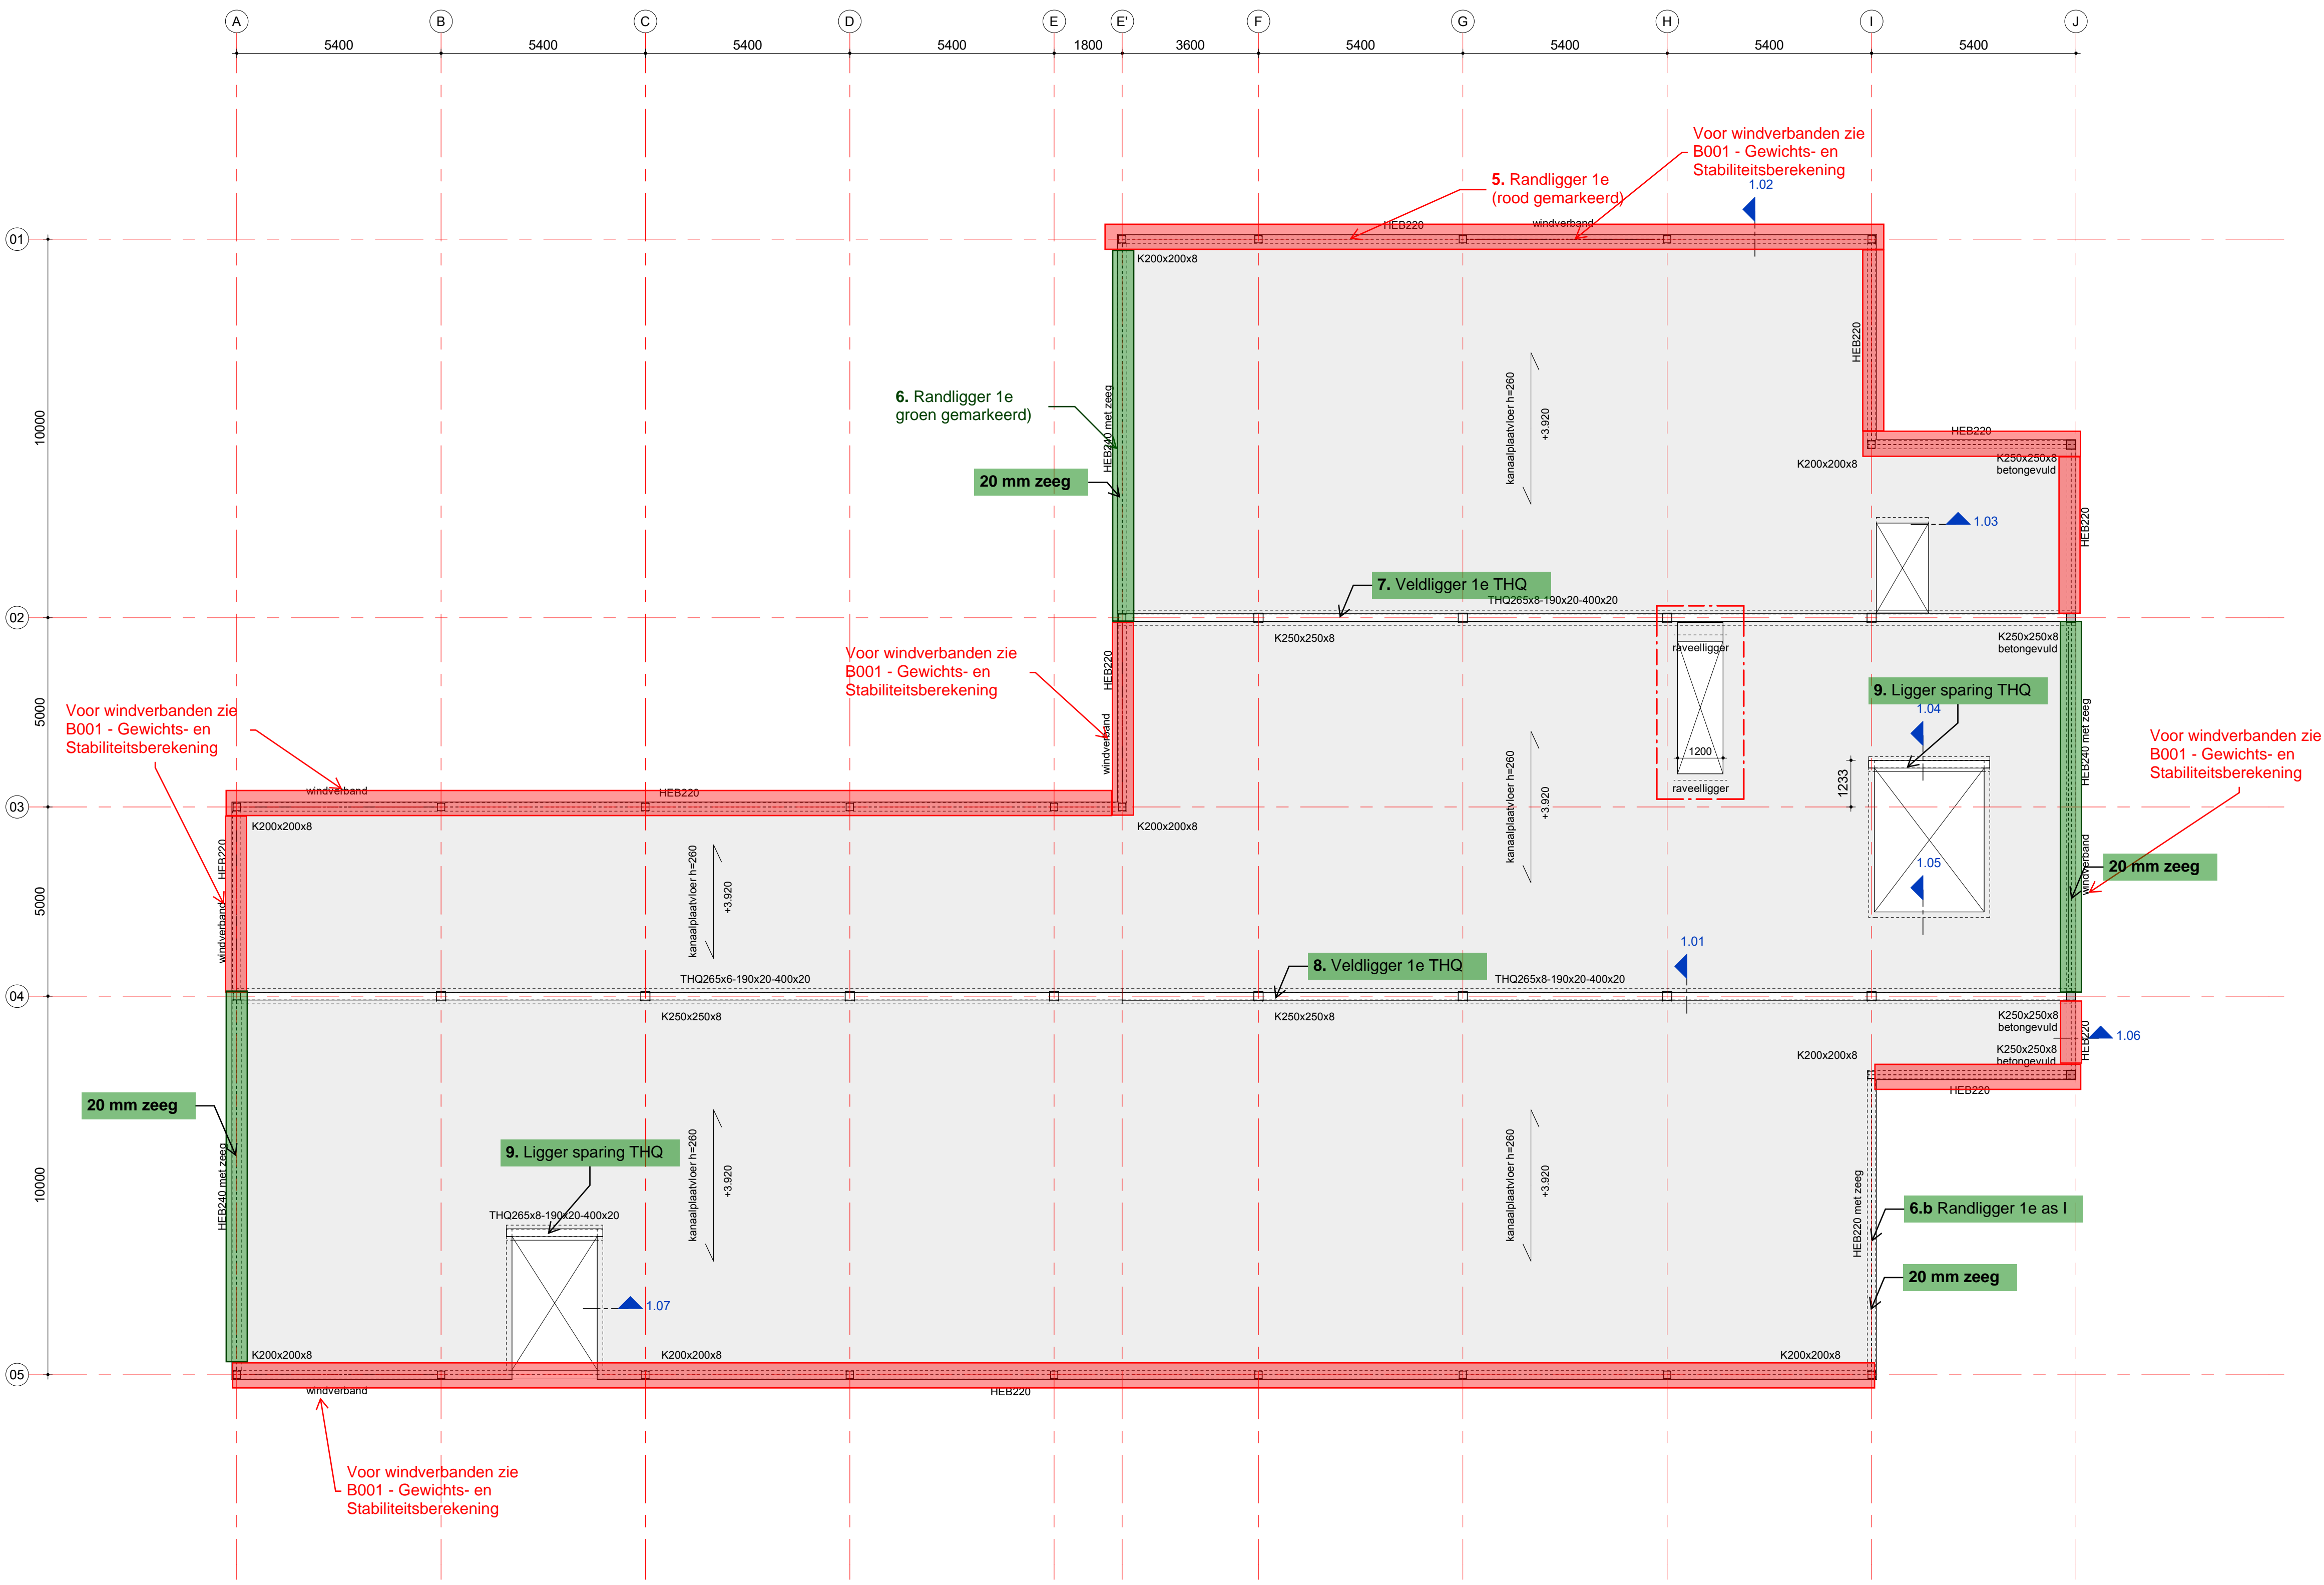 A
B
C
D
E
E'
F
G
H
I
J
5400
5400
5400
5400
1800
3600
5400
5400
5400
5400
Voor windverbanden zie
B001 - Gewichts- en
Stabiliteitsberekening
5. Randligger 1e
(rood gemarkeerd)
1.02
HEB220
windverband
01
K200x200x8
HEB220
6. Randligger 1e
groen gemarkeerd)
HEB240 met zeeg
kanaalplaatvloer h=260
+3.920
10000
HEB220
K200x200x8
K250x250x8
betongevuld
20 mm zeeg
1.03
HEB220
7. Veldligger 1e THQ
THQ265x8-190x20-400x20
02
K250x250x8
K250x250x8
betongevuld
raveelligger
Voor windverbanden zie
B001 - Gewichts- en
Stabiliteitsberekening
HEB220
windverband
9. Ligger sparing THQ
1.04
HEB240 met zeeg
5000
Voor windverbanden zie
B001 - Gewichts- en
Stabiliteitsberekening
Voor windverbanden zie
B001 - Gewichts- en
Stabiliteitsberekening
kanaalplaatvloer h=260
+3.920
1200
1233
raveelligger
windverband
HEB220
03
K200x200x8
K200x200x8
HEB220
windverband
kanaalplaatvloer h=260
+3.920
5000
1.05
windverband
20 mm zeeg
1.01
8. Veldligger 1e THQ
THQ265x6-190x20-400x20
THQ265x8-190x20-400x20
04
K250x250x8
K250x250x8
K250x250x8
betongevuld
HEB220
1.06
K200x200x8
K250x250x8
betongevuld
HEB220
20 mm zeeg
HEB240 met zeeg
9. Ligger sparing THQ
kanaalplaatvloer h=260
+3.920
kanaalplaatvloer h=260
+3.920
10000
HEB220 met zeeg
6.b Randligger 1e as I
THQ265x8-190x20-400x20
20 mm zeeg
1.07
K200x200x8
K200x200x8
K200x200x8
05
windverband
HEB220
Voor windverbanden zie
B001 - Gewichts- en
Stabiliteitsberekening